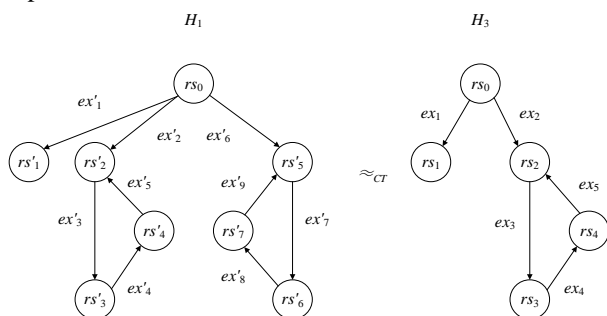 H₁ H₃
rs₀ rs₀
ex'₁ ex'₂ ex'₆ ex₁ ex₂
rs'₁ rs'₂ rs'₅ ≈CT rs₁ rs₂
ex'₅ ex'₉ ex₅
ex'₃ rs'₄ rs'₇ ex'₇ ex₃ rs₄
ex'₄ ex'₈ ex₄
rs'₃ rs'₆ rs₃